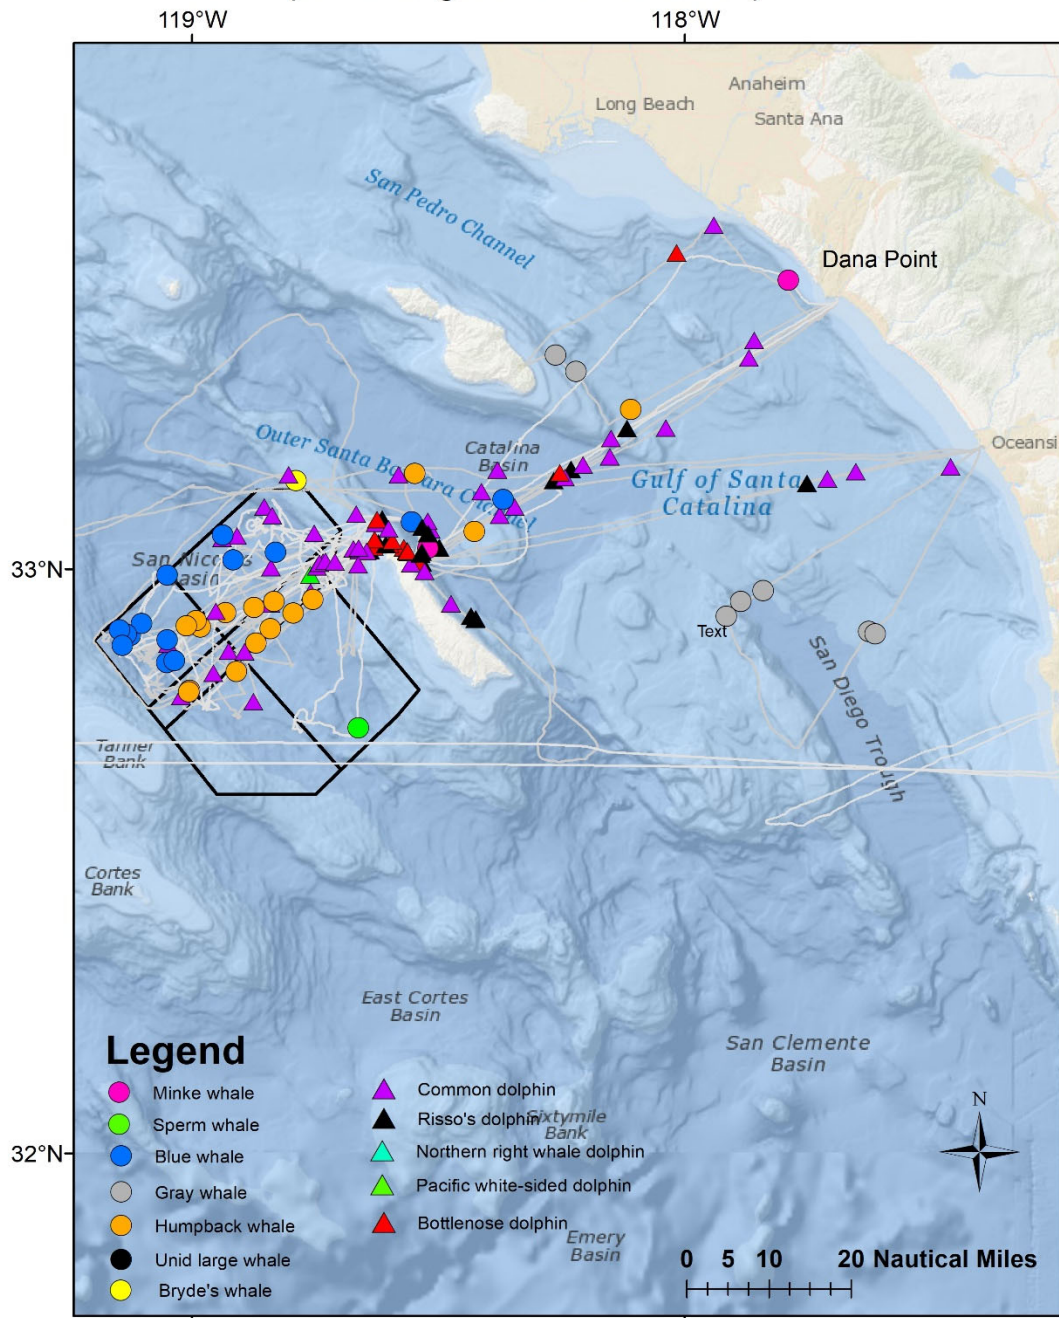 119°W
118°W
Anaheim
Long Beach
Santa Ana
San Pedro Channel
Dana Point
Outer Santa Barbara Channel
Catalina
Basin
Oceansi
Gulf of Santa
Catalina
33°N
San Nicolas
Basin
Text
San Diego Trough
Tanner
Bank
Cortes
Bank
East Cortes
Basin
San Clemente
Basin
Legend
Minke whale
Sperm whale
Blue whale
Gray whale
Humpback whale
Unid large whale
Bryde's whale
Common dolphin
Risso's dolphin
Northern right whale dolphin
Pacific white-sided dolphin
Bottlenose dolphin
Sixtymile
Bank
Emery
Basin
32°N
N
0 5 10 20 Nautical Miles